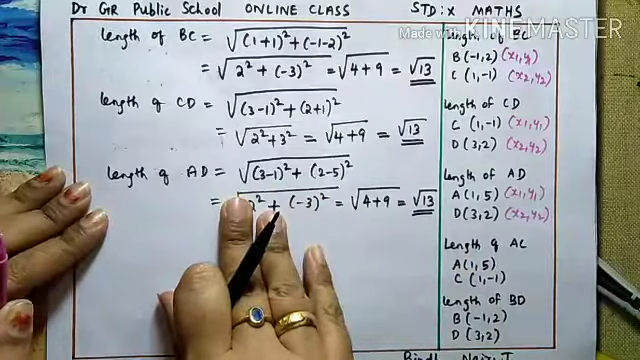 Dr GR Public School ONLINE CLASS STD: X MATHS
Made with KINEMASTER
length of BC = √(1+1)²+(-1-2)²
= √2²+(-3)² = √4+9 = √13
length of CD = √(3-1)²+(2+1)²
= √2²+3² = √4+9 = √13
length of AD = √(3-1)²+(2-5)²
= √2²+(-3)² = √4+9 = √13
B(-1,2) (x₁,y₁)
C (1,-1) (x₂,y₂)
length of CD
C (1,-1) (x₁,y₁)
D(3,2) (x₂,y₂)
length of AD
A(1,5) (x₁,y₁)
D(3,2) (x₂,y₂)
length of AC
A(1,5)
C (1,-1)
length of BD
B(-1,2)
D(3,2)